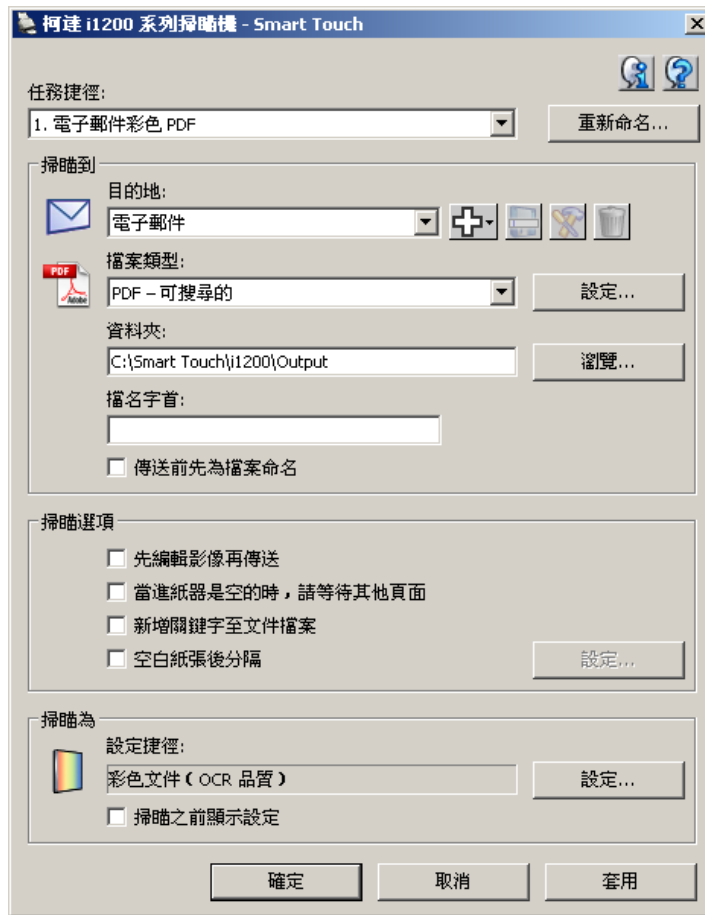 柯達 i1200 系列掃瞄機 - Smart Touch
任務捷徑:
1. 電子郵件彩色 PDF
重新命名...
掃瞄到
目的地:
電子郵件
檔案類型:
PDF
Adobe
PDF – 可搜尋的
設定...
資料夾:
C:\Smart Touch\i1200\Output
瀏覽...
檔名字首:
傳送前先為檔案命名
掃瞄選項
先編輯影像再傳送
當進紙器是空的時，請等待其他頁面
新增關鍵字至文件檔案
空白紙張後分隔
設定...
掃瞄為
設定捷徑:
彩色文件 ( OCR 品質 )
設定...
掃瞄之前顯示設定
確定
取消
套用